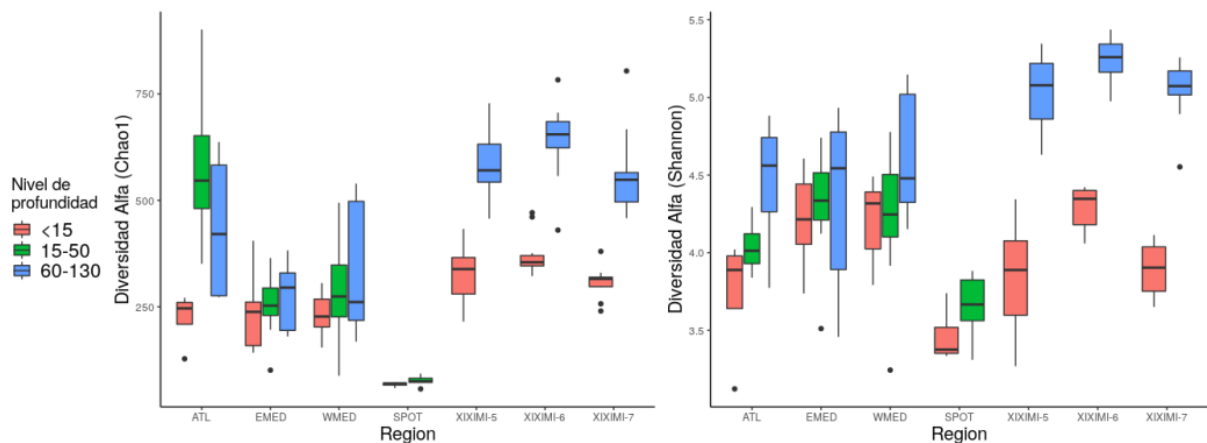 Nivel de
profundidad
<15
15-50
60-130
Diversidad Alfa (Chao1)
750
500
250
ATL EMED WMED SPOT XIXIMI-5 XIXIMI-6 XIXIMI-7
Region
Diversidad Alfa (Shannon)
5.5
5.0
4.5
4.0
3.5
ATL EMED WMED SPOT XIXIMI-5 XIXIMI-6 XIXIMI-7
Region